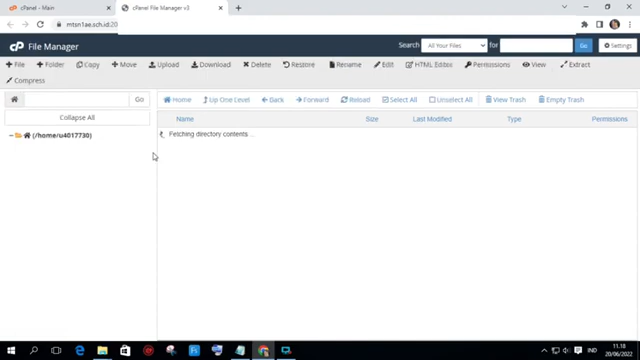 cPanel - Main
cPanel File Manager v3
mtsn1ae.sch.id:20
cP File Manager
Search All Your Files for Go Settings
File Folder Copy Move Upload Download Delete Restore Rename Edit HTML Editor Permissions View Extract
Compress
Go
Collapse All
(/home/u4017730)
Home Up One Level Back Forward Reload Select All Unselect All View Trash Empty Trash
Name Size Last Modified Type Permissions
Fetching directory contents ...
IND
11.18
20/06/2022